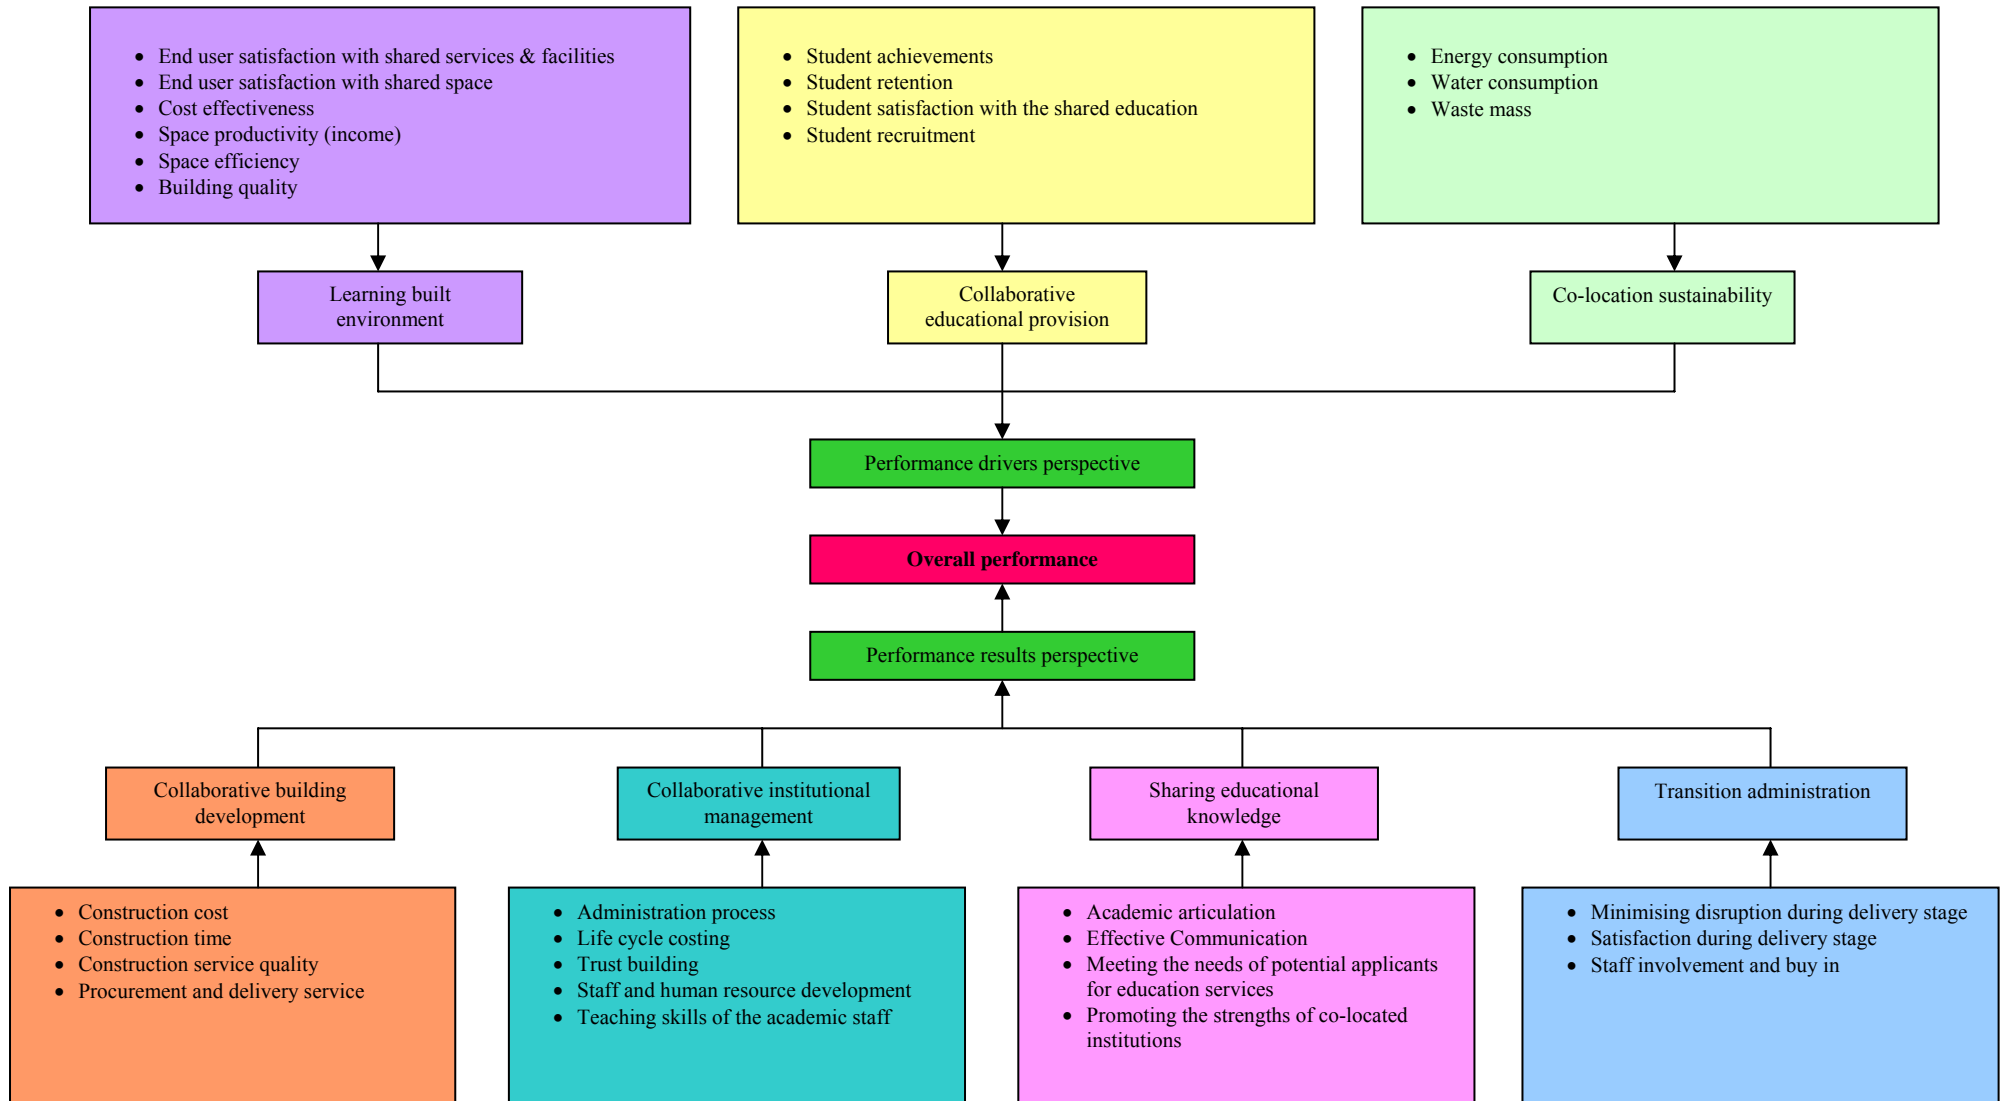 • End user satisfaction with shared services & facilities
• End user satisfaction with shared space
• Cost effectiveness
• Space productivity (income)
• Space efficiency
• Building quality
• Student achievements
• Student retention
• Student satisfaction with the shared education
• Student recruitment
• Energy consumption
• Water consumption
• Waste mass
Learning built
environment
Collaborative
educational provision
Co-location sustainability
Performance drivers perspective
Overall performance
Performance results perspective
Collaborative building
development
Collaborative institutional
management
Sharing educational
knowledge
Transition administration
• Construction cost
• Construction time
• Construction service quality
• Procurement and delivery service
• Administration process
• Life cycle costing
• Trust building
• Staff and human resource development
• Teaching skills of the academic staff
• Academic articulation
• Effective Communication
• Meeting the needs of potential applicants
for education services
• Promoting the strengths of co-located
institutions
• Minimising disruption during delivery stage
• Satisfaction during delivery stage
• Staff involvement and buy in